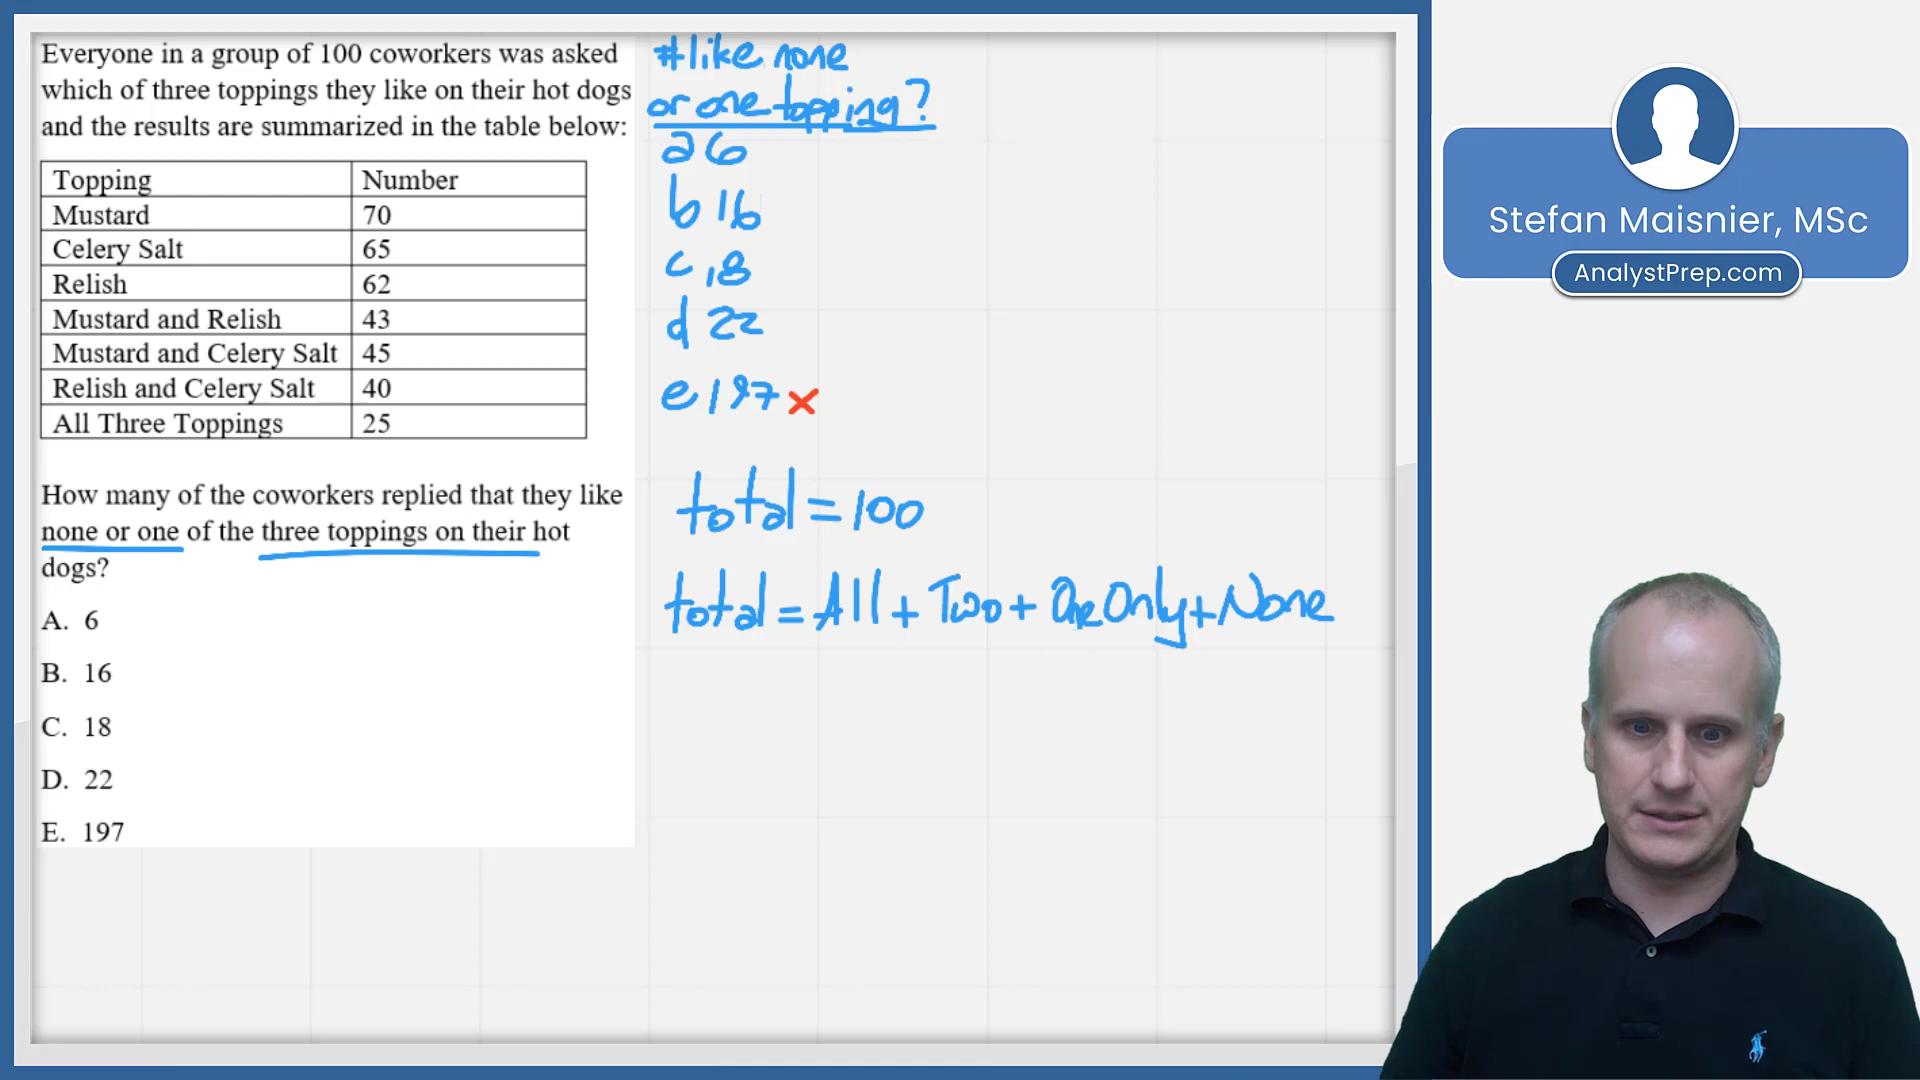 Everyone in a group of 100 coworkers was asked
which of three toppings they like on their hot dogs
and the results are summarized in the table below:
Topping Number
Mustard 70
Celery Salt 65
Relish 62
Mustard and Relish 43
Mustard and Celery Salt 45
Relish and Celery Salt 40
All Three Toppings 25
How many of the coworkers replied that they like
none or one of the three toppings on their hot
dogs?
A. 6
B. 16
C. 18
D. 22
E. 197
#like none
or one topping?
a 6
b 16
c 18
d 22
e 197 ×
total = 100
total = All + Two + One Only + None
Stefan Maisnier, MSc
AnalystPrep.com